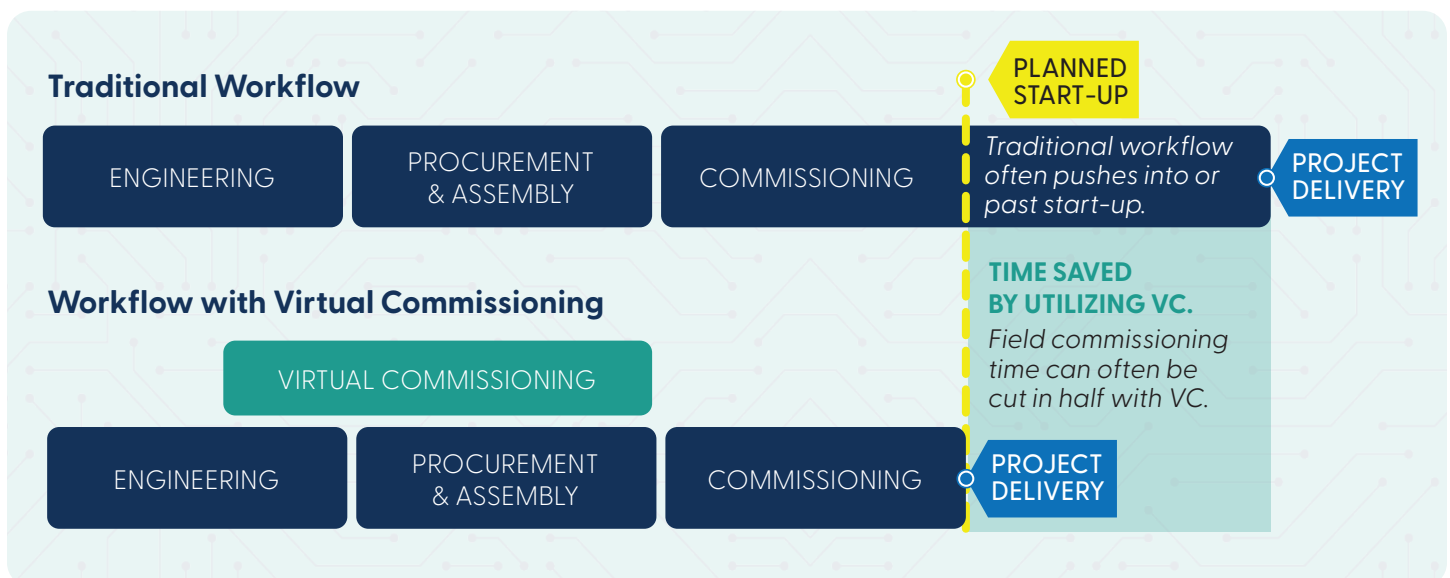 PLANNED
START-UP
Traditional Workflow
ENGINEERING
PROCUREMENT
& ASSEMBLY
COMMISSIONING
Traditional workflow
often pushes into or
past start-up.
PROJECT
DELIVERY
TIME SAVED
BY UTILIZING VC.
Field commissioning
time can often be
cut in half with VC.
Workflow with Virtual Commissioning
VIRTUAL COMMISSIONING
ENGINEERING
PROCUREMENT
& ASSEMBLY
COMMISSIONING
PROJECT
DELIVERY